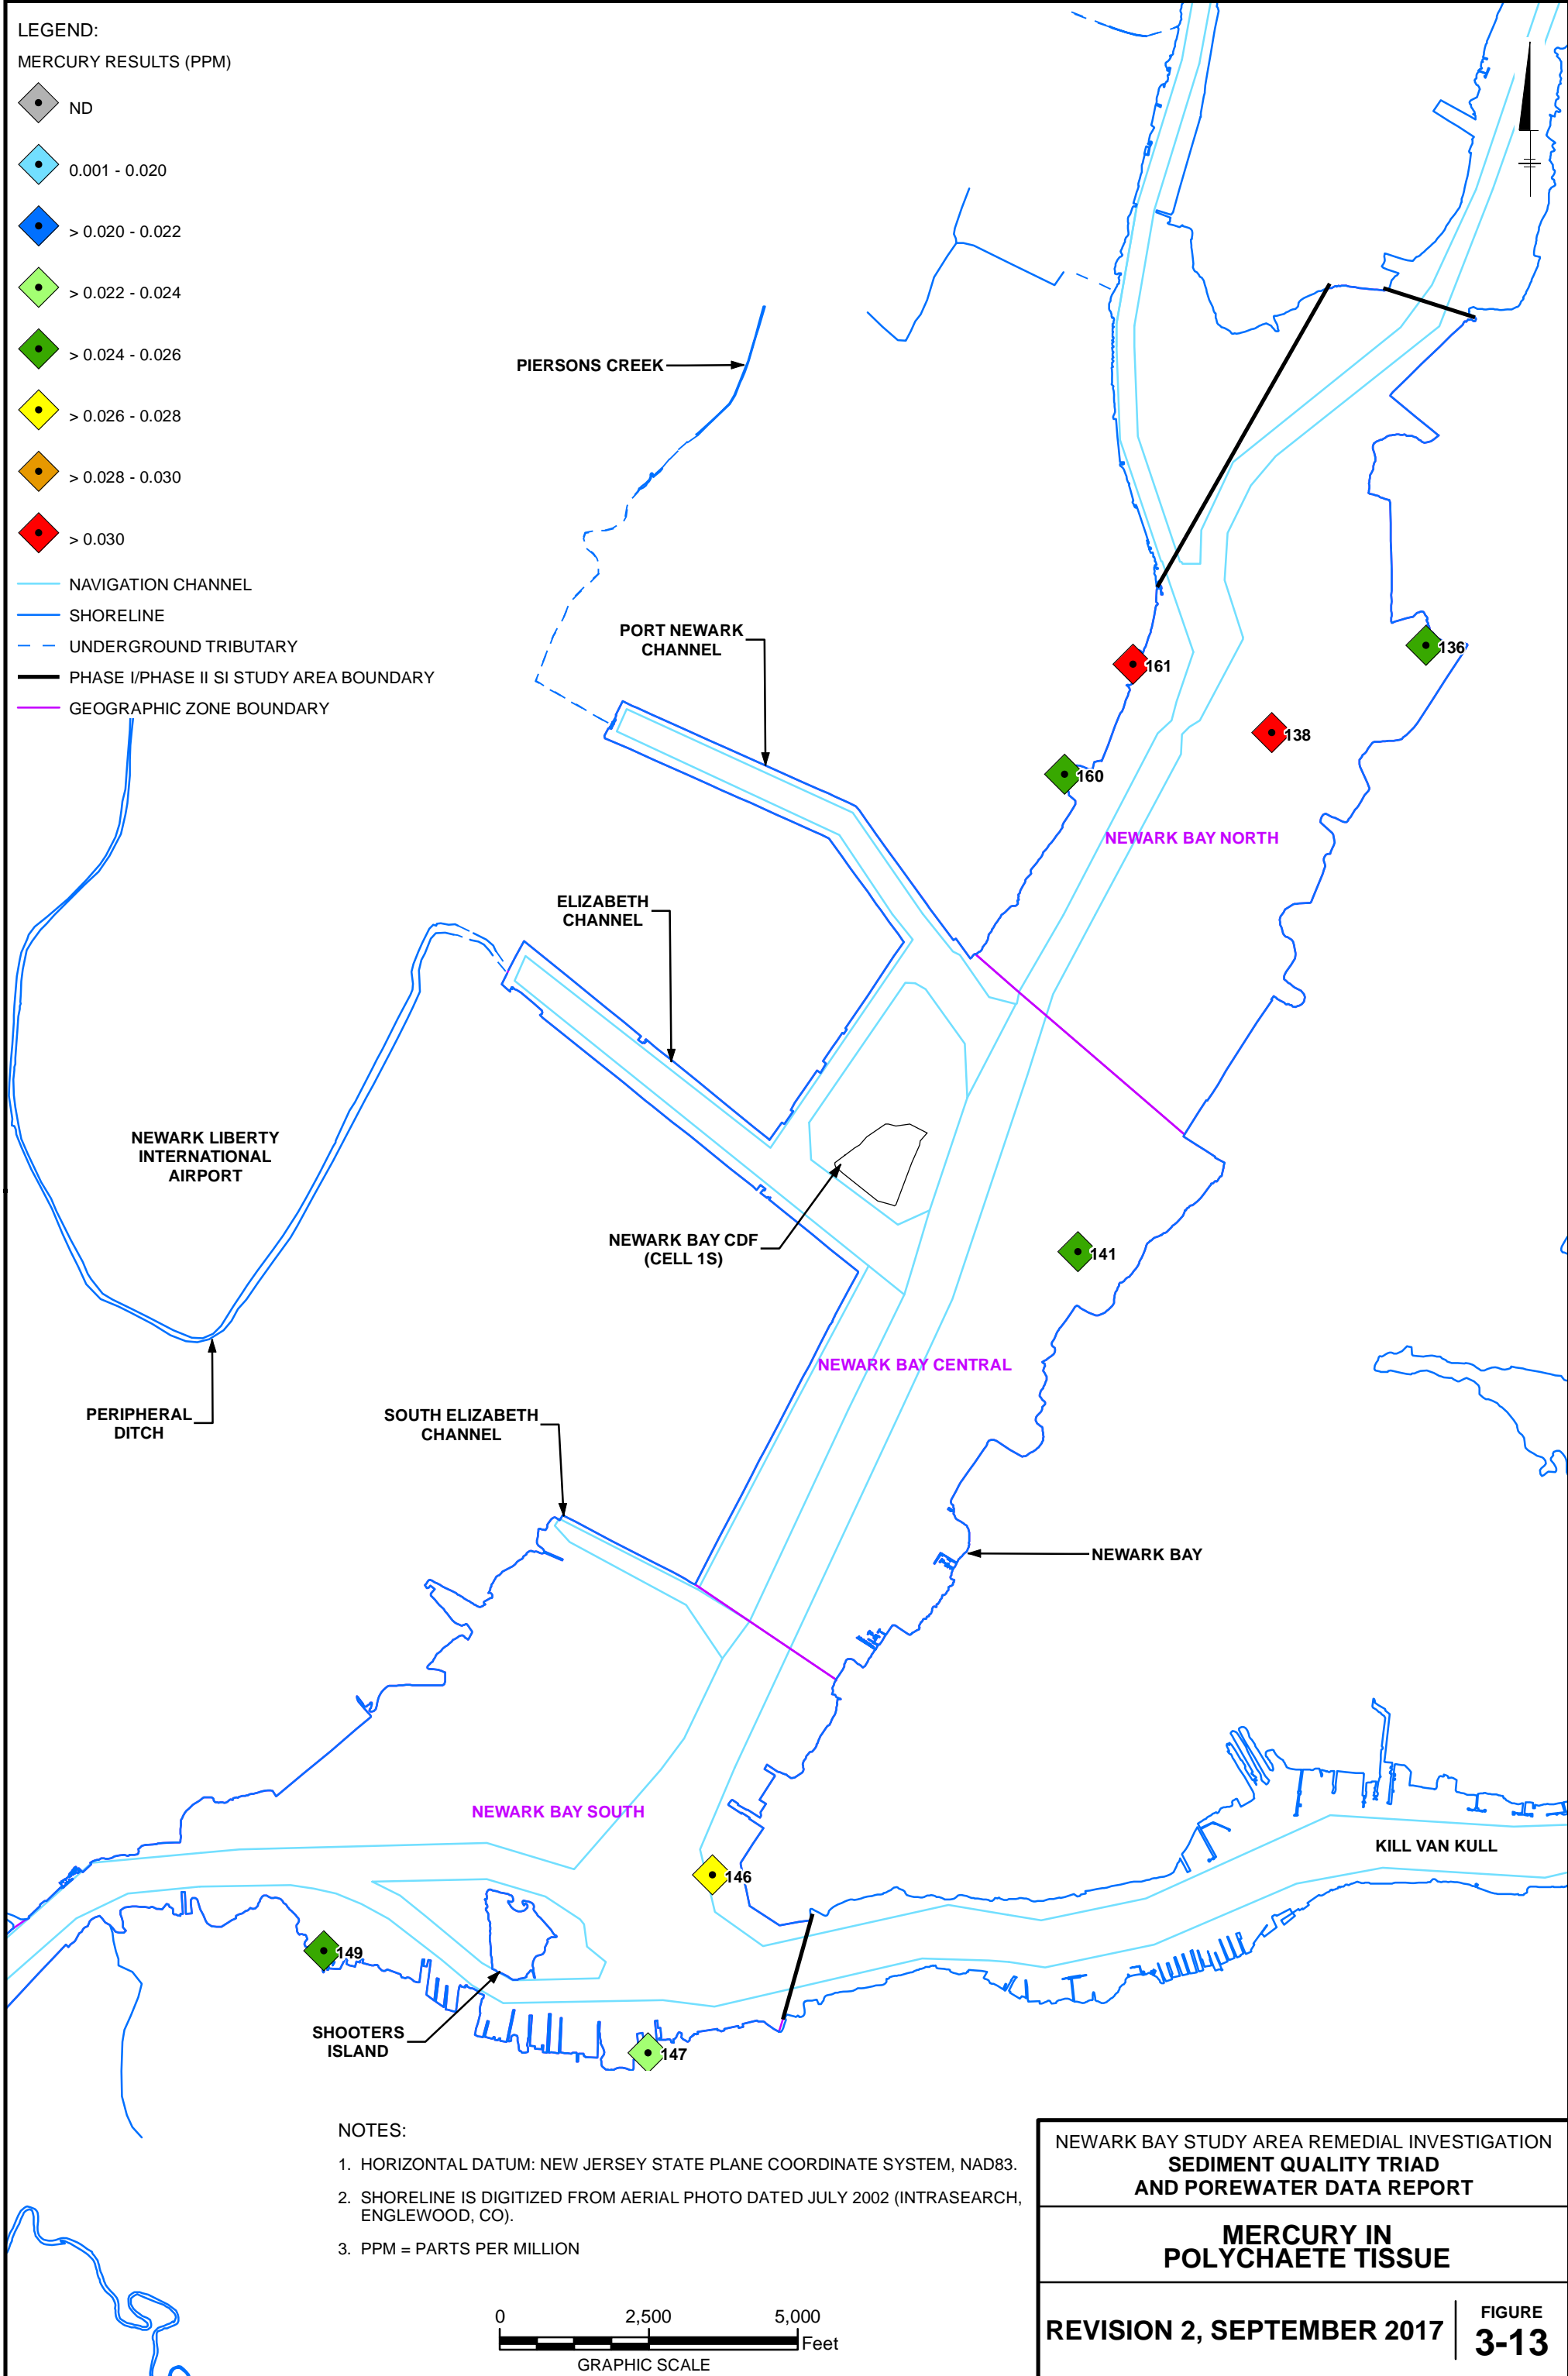 LEGEND:
MERCURY RESULTS (PPM)
ND
0.001 - 0.020
> 0.020 - 0.022
> 0.022 - 0.024
> 0.024 - 0.026
> 0.026 - 0.028
> 0.028 - 0.030
> 0.030
NAVIGATION CHANNEL
SHORELINE
UNDERGROUND TRIBUTARY
PHASE I/PHASE II SI STUDY AREA BOUNDARY
GEOGRAPHIC ZONE BOUNDARY
PIERSONS CREEK
PORT NEWARK
CHANNEL
161
136
138
160
NEWARK BAY NORTH
ELIZABETH
CHANNEL
NEWARK LIBERTY
INTERNATIONAL
AIRPORT
NEWARK BAY CDF
(CELL 1S)
141
NEWARK BAY CENTRAL
PERIPHERAL
DITCH
SOUTH ELIZABETH
CHANNEL
NEWARK BAY
NEWARK BAY SOUTH
KILL VAN KULL
146
149
SHOOTERS
ISLAND
147
NOTES:
1. HORIZONTAL DATUM: NEW JERSEY STATE PLANE COORDINATE SYSTEM, NAD83.
2. SHORELINE IS DIGITIZED FROM AERIAL PHOTO DATED JULY 2002 (INTRASEARCH,
ENGLEWOOD, CO).
3. PPM = PARTS PER MILLION
0 2,500 5,000
Feet
GRAPHIC SCALE
NEWARK BAY STUDY AREA REMEDIAL INVESTIGATION
SEDIMENT QUALITY TRIAD
AND POREWATER DATA REPORT
MERCURY IN
POLYCHAETE TISSUE
REVISION 2, SEPTEMBER 2017
FIGURE
3-13